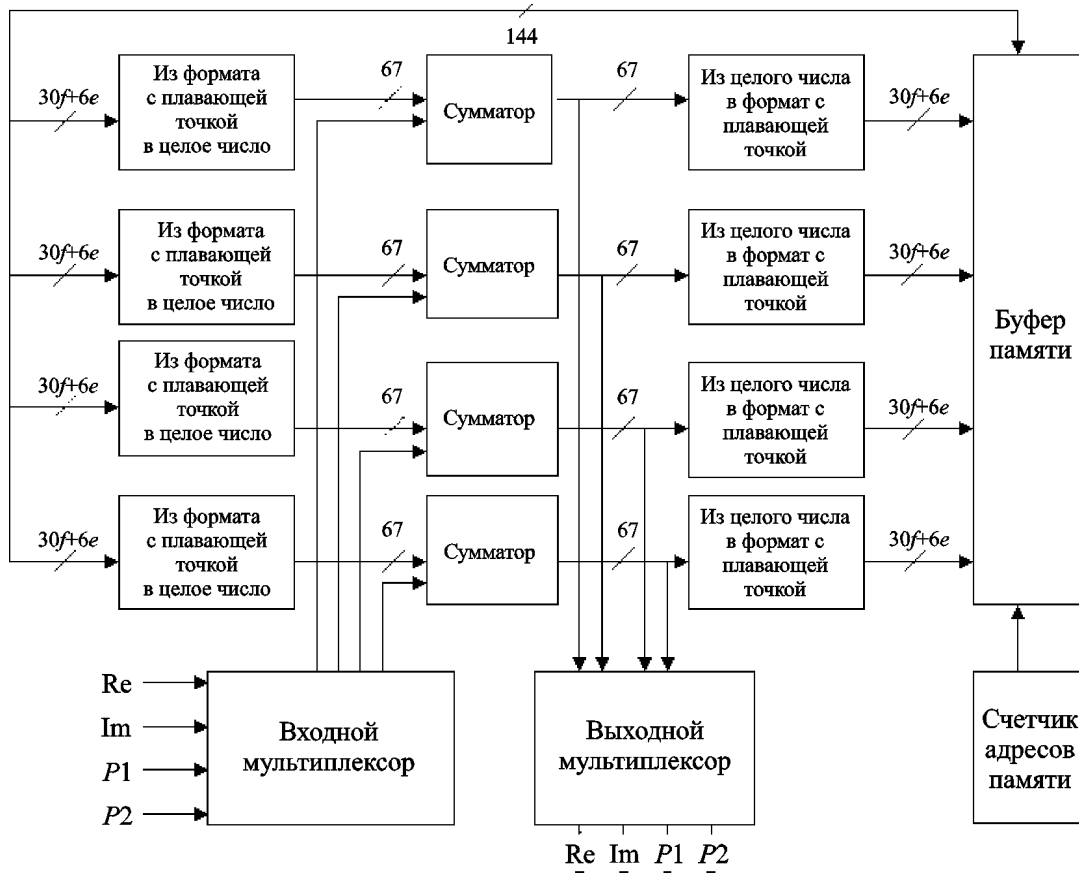 144
30f+6e
Из формата
с плавающей
точкой
в целое число
67
Сумматор
67
Из целого числа
в формат с
плавающей
точкой
30f+6e
30f+6e
Из формата
с плавающей
точкой
в целое число
67
Сумматор
67
Из целого числа
в формат с
плавающей
точкой
30f+6e
Буфер
памяти
30f+6e
Из формата
с плавающей
точкой
в целое число
67
Сумматор
67
Из целого числа
в формат с
плавающей
точкой
30f+6e
30f+6e
Из формата
с плавающей
точкой
в целое число
67
Сумматор
67
Из целого числа
в формат с
плавающей
точкой
30f+6e
Re
Im
P1
P2
Входной
мультиплексор
Выходной
мультиплексор
Счетчик
адресов
памяти
Re Im P1 P2